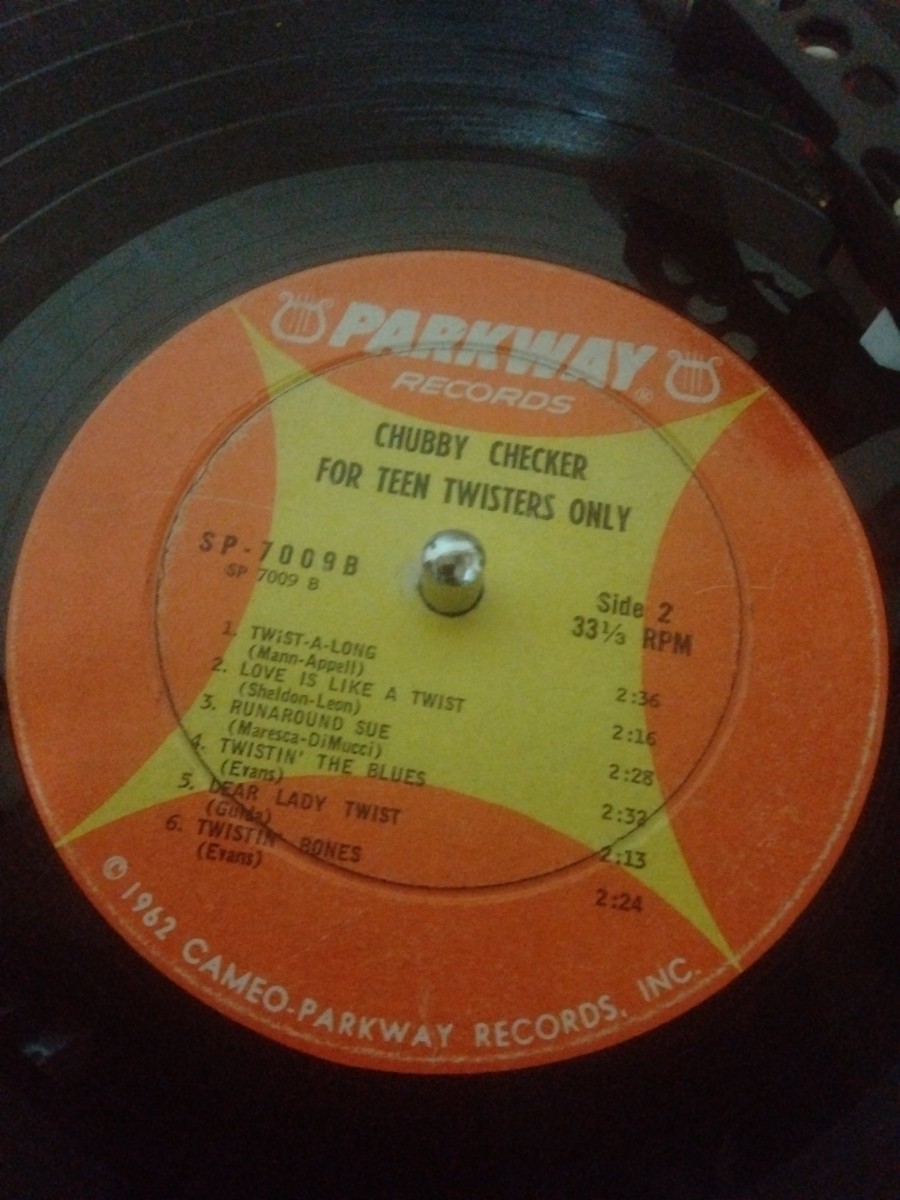 PARKWAY®
RECORDS
CHUBBY CHECKER
FOR TEEN TWISTERS ONLY
SP-7009B
SP 7009 B
Side 2
33⅓ RPM
1. TWIST-A-LONG 2:36
(Mann-Appell)
2. LOVE IS LIKE A TWIST 2:16
(Sheldon-Leon)
3. RUNAROUND SUE 2:28
(Maresca-DiMucci)
4. TWISTIN' THE BLUES 2:32
(Evans)
5. DEAR LADY TWIST 2:13
(Guida)
6. TWISTIN' BONES 2:24
(Evans)
© 1962 CAMEO-PARKWAY RECORDS, INC.